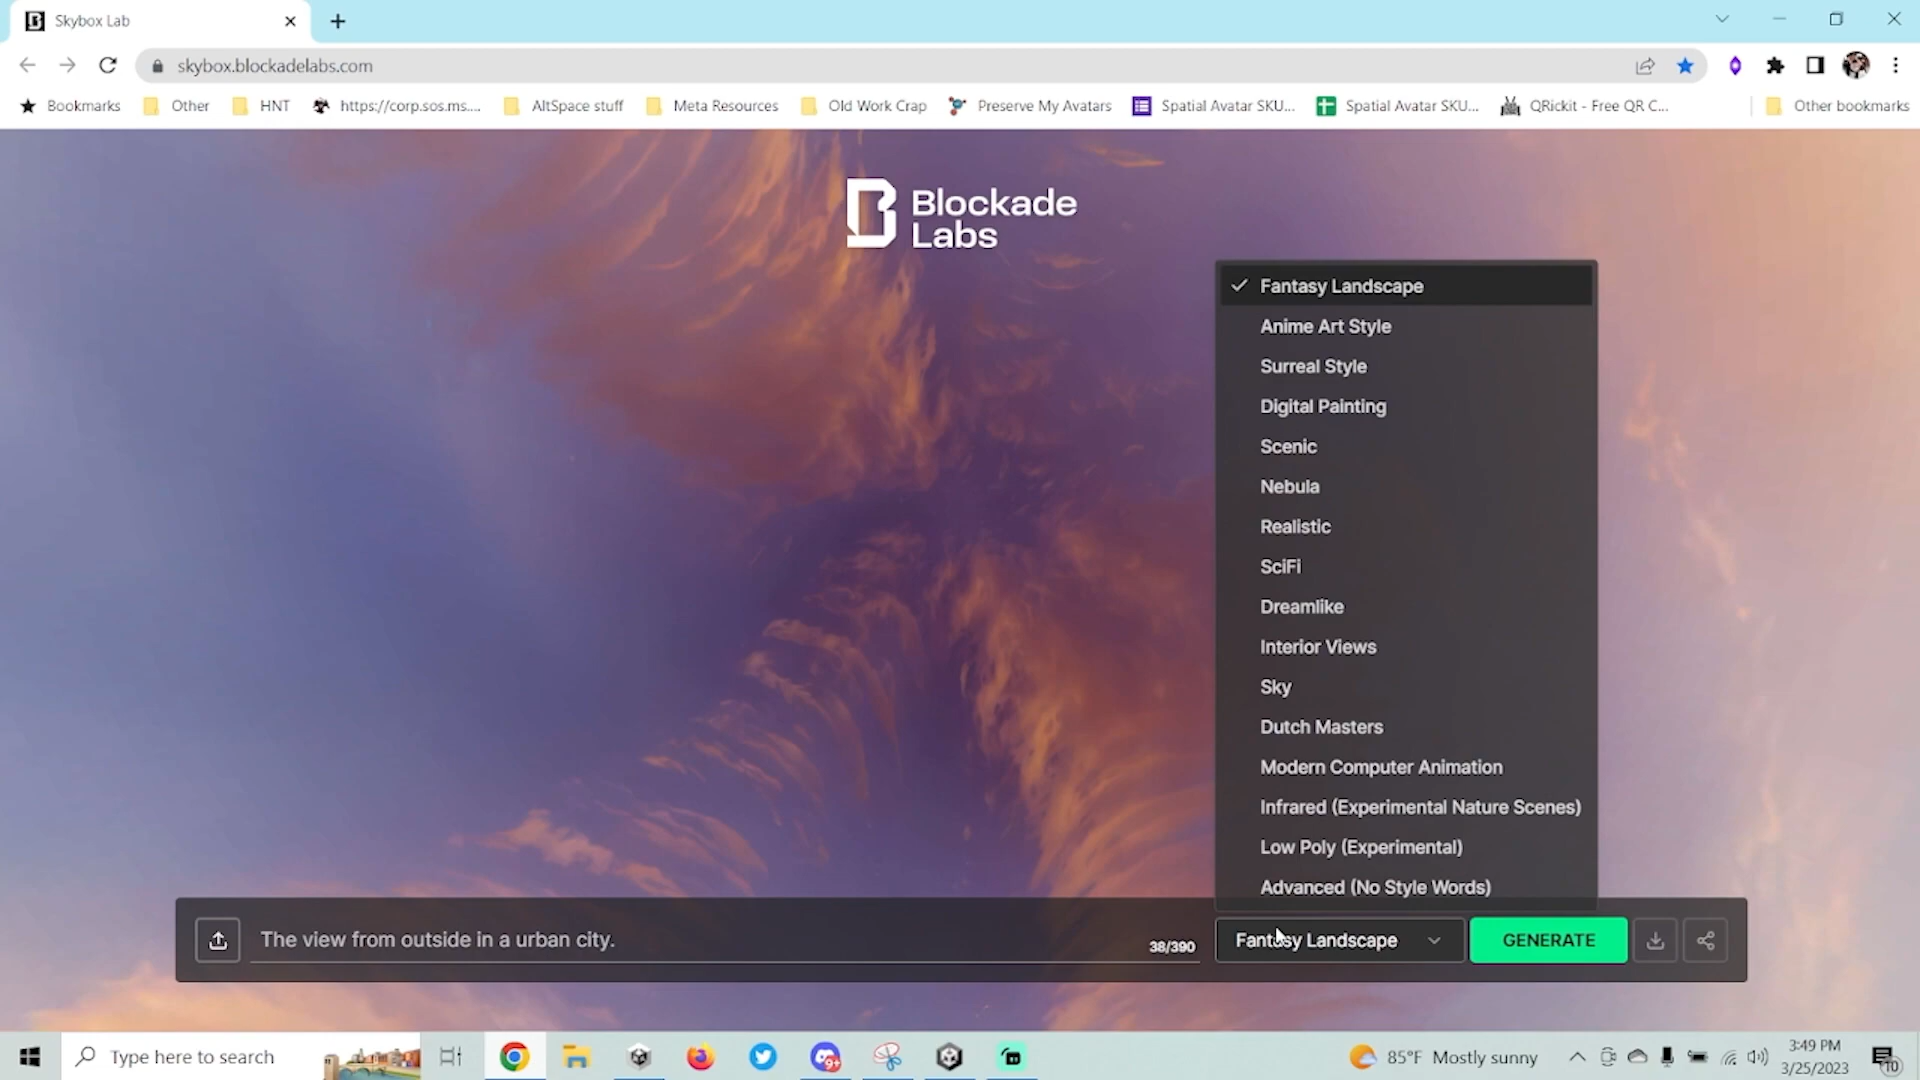 Skybox Lab
skybox.blockadelabs.com
Bookmarks
Other
HNT
https://corp.sos.ms....
AltSpace stuff
Meta Resources
Old Work Crap
Preserve My Avatars
Spatial Avatar SKU...
Spatial Avatar SKU...
QRickit - Free QR C...
Other bookmarks
Blockade
Labs
Fantasy Landscape
Anime Art Style
Surreal Style
Digital Painting
Scenic
Nebula
Realistic
SciFi
Dreamlike
Interior Views
Sky
Dutch Masters
Modern Computer Animation
Infrared (Experimental Nature Scenes)
Low Poly (Experimental)
Advanced (No Style Words)
The view from outside in a urban city.
38/390
Fantasy Landscape
GENERATE
Type here to search
9+
85°F Mostly sunny
3:49 PM
3/25/2023
10